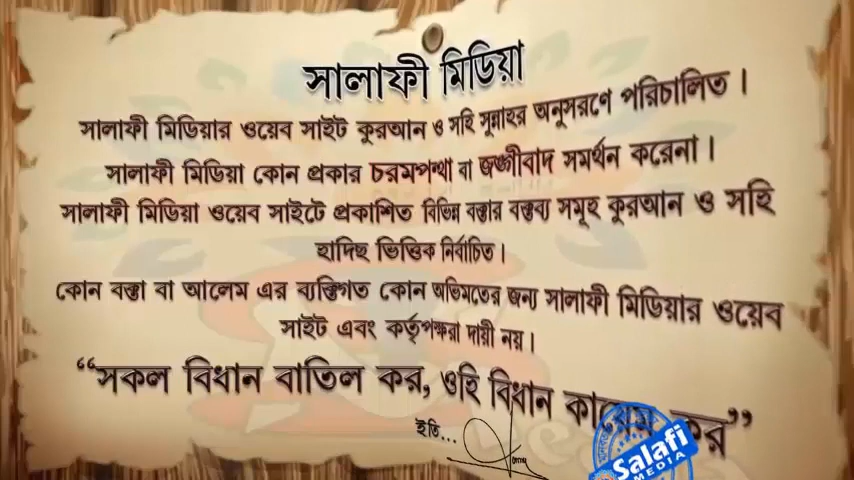 সালাফী মিডিয়া
সালাফী মিডিয়ার ওয়েব সাইট কুরআন ও সহি সুন্নাহর অনুসরণে পরিচালিত।
সালাফী মিডিয়া কোন প্রকার চরমপন্থা বা জঙ্গীবাদ সমর্থন করেনা।
সালাফী মিডিয়া ওয়েব সাইটে প্রকাশিত বিভিন্ন বক্তার বক্তব্য সমূহ কুরআন ও সহি
হাদিছ ভিত্তিক নির্বাচিত।
কোন বক্তা বা আলেম এর ব্যক্তিগত কোন অভিমতের জন্য সালাফী মিডিয়ার ওয়েব
সাইট এবং কর্তৃপক্ষরা দায়ী নয়।
“সকল বিধান বাতিল কর, ওহি বিধান কায়েম কর”
ইতি...
Salafi
MEDIA